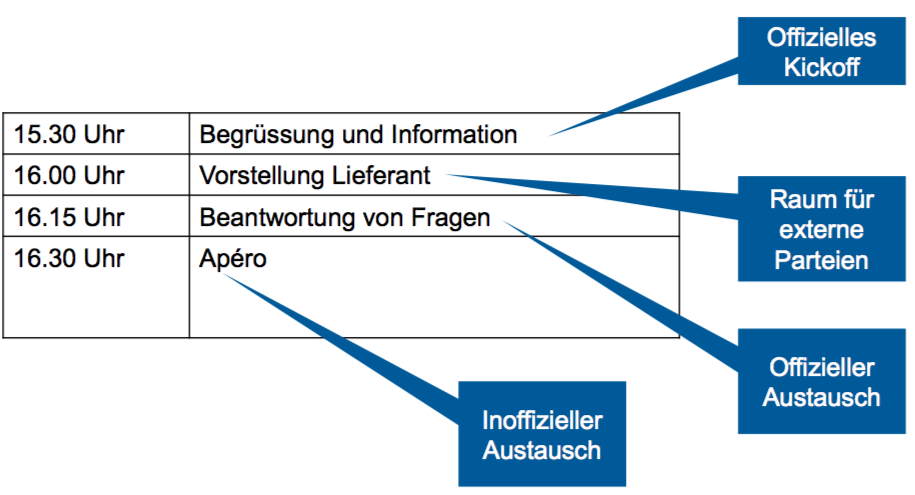 Offizielles
Kickoff
15.30 Uhr Begrüssung und Information
16.00 Uhr Vorstellung Lieferant
16.15 Uhr Beantwortung von Fragen
16.30 Uhr Apéro
Raum für
externe
Parteien
Offizieller
Austausch
Inoffizieller
Austausch